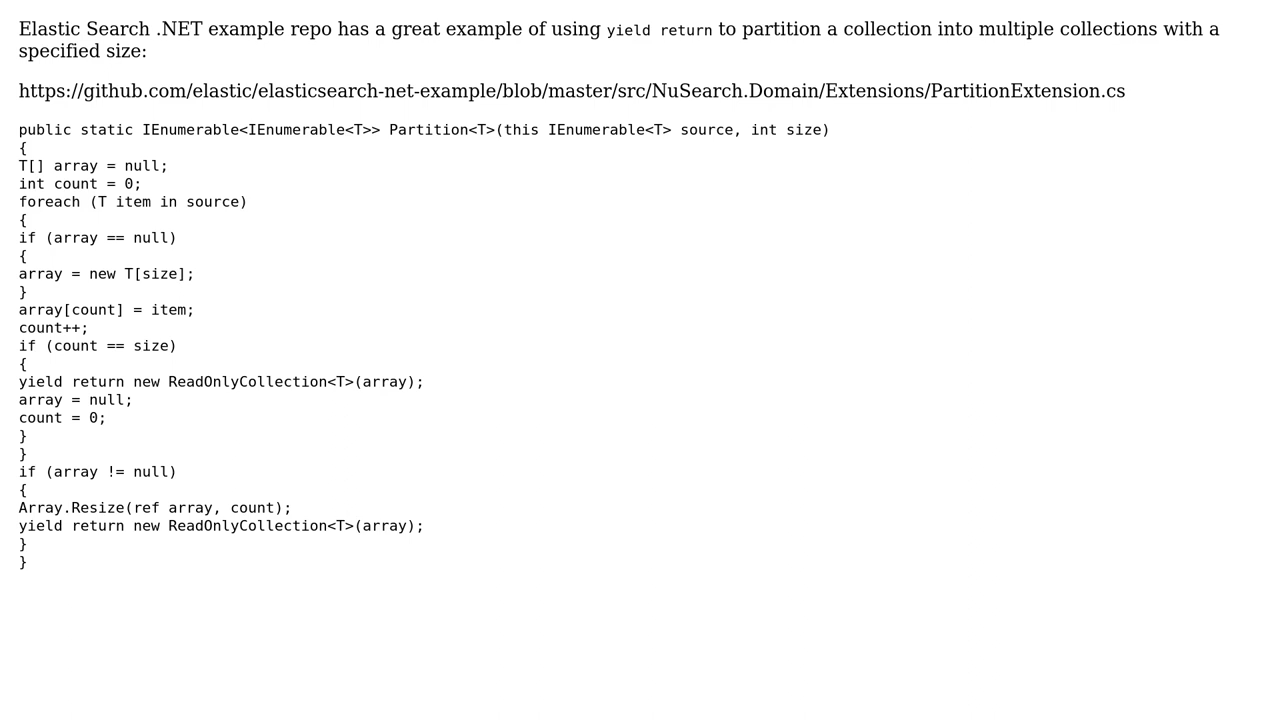 Elastic Search .NET example repo has a great example of using yield return to partition a collection into multiple collections with a
specified size:
https://github.com/elastic/elasticsearch-net-example/blob/master/src/NuSearch.Domain/Extensions/PartitionExtension.cs
public static IEnumerable<IEnumerable<T>> Partition<T>(this IEnumerable<T> source, int size)
{
T[] array = null;
int count = 0;
foreach (T item in source)
{
if (array == null)
{
array = new T[size];
}
array[count] = item;
count++;
if (count == size)
{
yield return new ReadOnlyCollection<T>(array);
array = null;
count = 0;
}
}
if (array != null)
{
Array.Resize(ref array, count);
yield return new ReadOnlyCollection<T>(array);
}
}